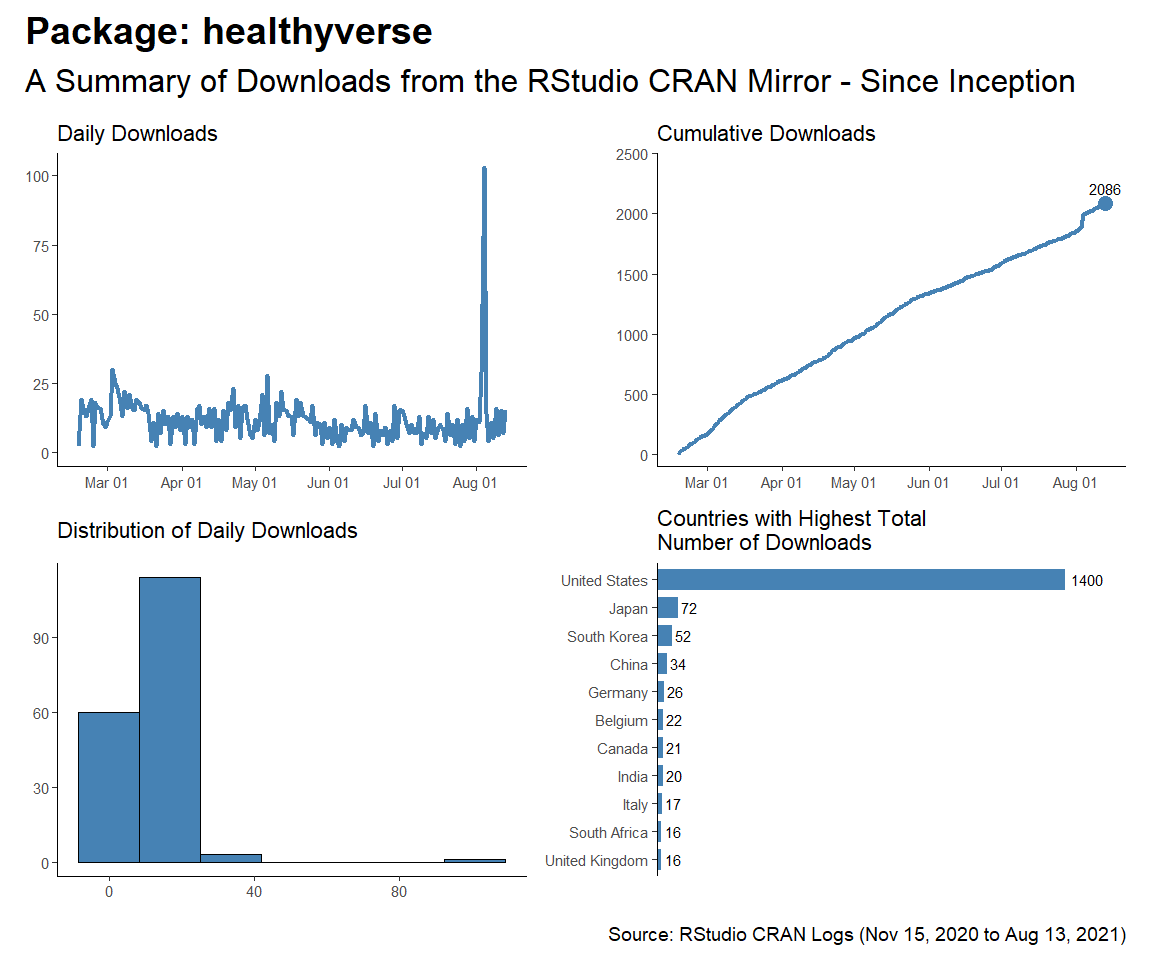 Package: healthyverse
A Summary of Downloads from the RStudio CRAN Mirror - Since Inception
Daily Downloads
100
75
50
25
0
Mar 01 Apr 01 May 01 Jun 01 Jul 01 Aug 01
Cumulative Downloads
2500
2000
1500
1000
500
0
2086
Mar 01 Apr 01 May 01 Jun 01 Jul 01 Aug 01
Distribution of Daily Downloads
90
60
30
0
0 40 80
Countries with Highest Total
Number of Downloads
United States 1400
Japan 72
South Korea 52
China 34
Germany 26
Belgium 22
Canada 21
India 20
Italy 17
South Africa 16
United Kingdom 16
Source: RStudio CRAN Logs (Nov 15, 2020 to Aug 13, 2021)